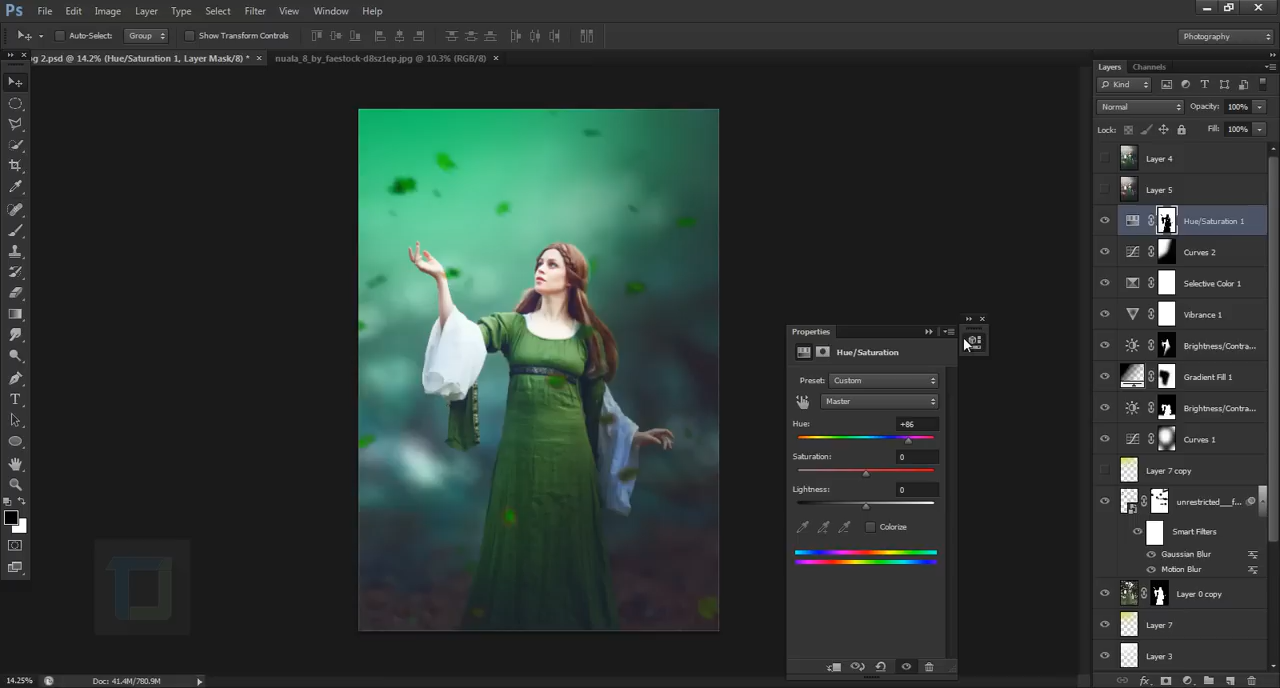 Ps File Edit Image Layer Type Select Filter View Window Help
Auto-Select: Group Show Transform Controls Photography
g 2.psd @ 14.2% (Hue/Saturation 1, Layer Mask/8) * × nuala_8_by_faestock-d8sz1ep.jpg @ 10.3% (RGB/8) ×
Layers Channels
Kind
Normal Opacity: 100%
Lock: Fill: 100%
Layer 4
Layer 5
Hue/Saturation 1
Curves 2
Selective Color 1
Vibrance 1
Brightness/Contra...
Gradient Fill 1
Brightness/Contra...
Curves 1
Layer 7 copy
unrestricted___f...
Smart Filters
Gaussian Blur
Motion Blur
Layer 0 copy
Layer 7
Layer 3
Properties
Hue/Saturation
Preset: Custom
Master
Hue: +86
Saturation: 0
Lightness: 0
Colorize
14.25% Doc: 41.4M/780.9M